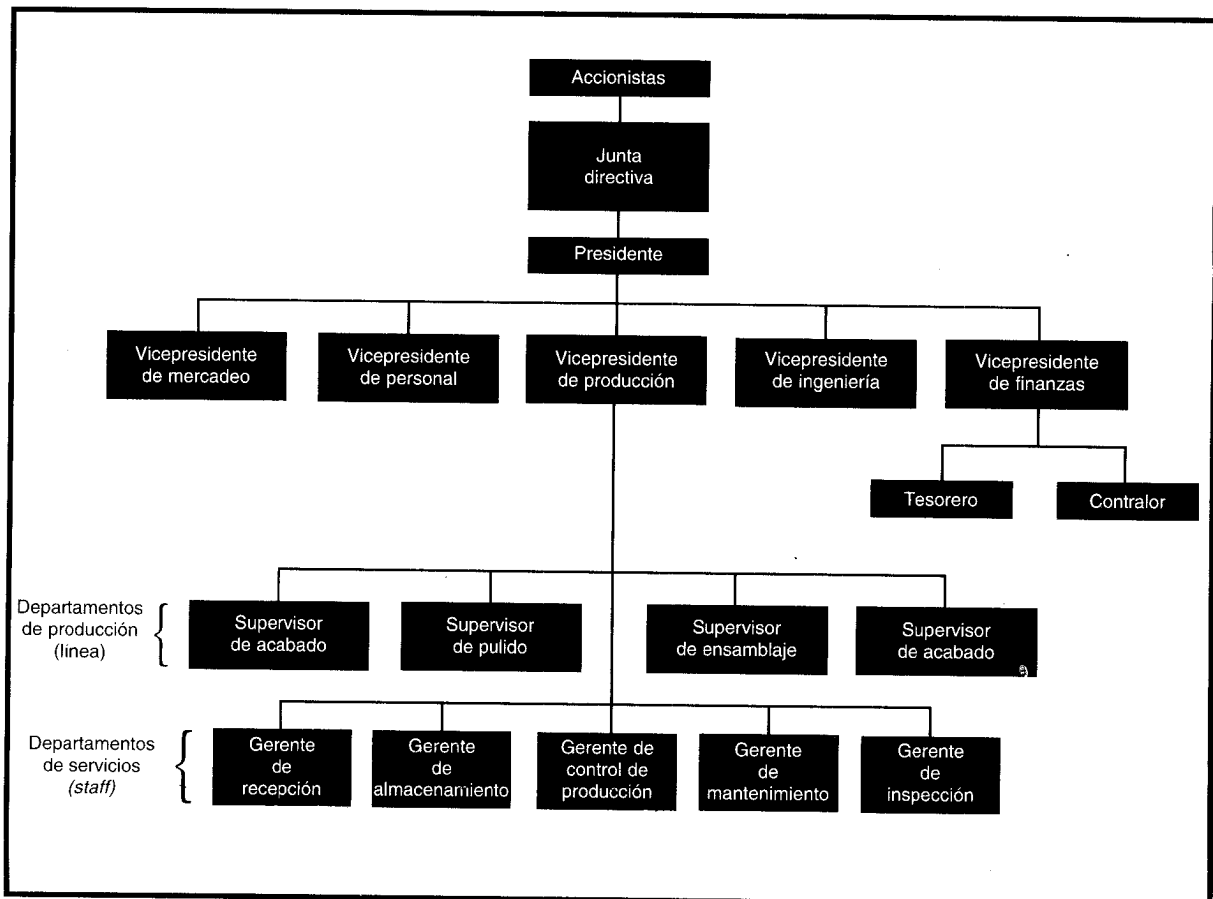 Accionistas
Junta
directiva
Presidente
Vicepresidente
de mercadeo
Vicepresidente
de personal
Vicepresidente
de producción
Vicepresidente
de ingeniería
Vicepresidente
de finanzas
Tesorero
Contralor
Departamentos
de producción
(línea)
Supervisor
de acabado
Supervisor
de pulido
Supervisor
de ensamblaje
Supervisor
de acabado
Departamentos
de servicios
(staff)
Gerente
de
recepción
Gerente
de
almacenamiento
Gerente de
control de
producción
Gerente
de
mantenimiento
Gerente
de
inspección